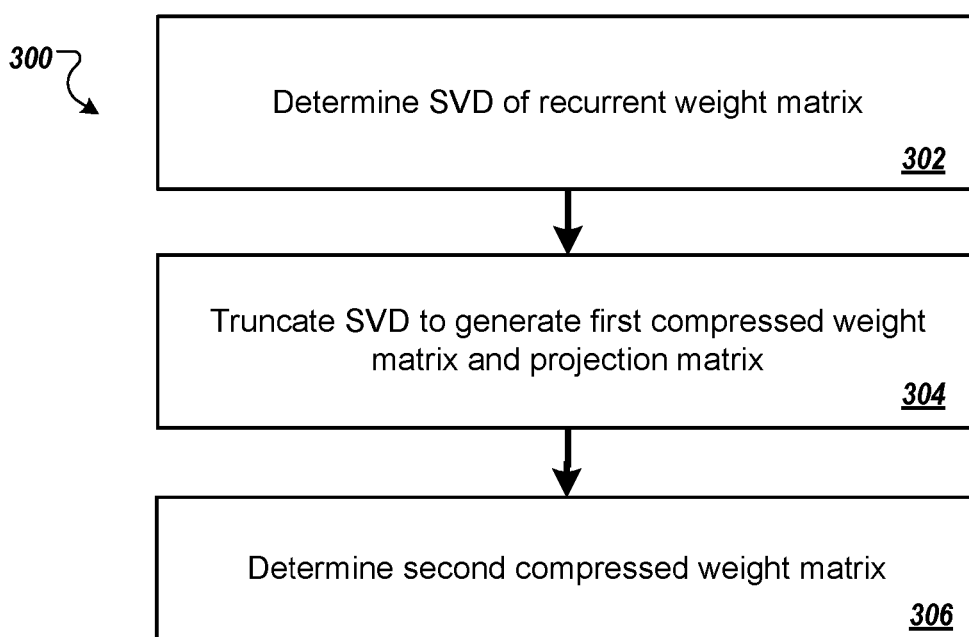 300
Determine SVD of recurrent weight matrix
302
Truncate SVD to generate first compressed weight
matrix and projection matrix
304
Determine second compressed weight matrix
306